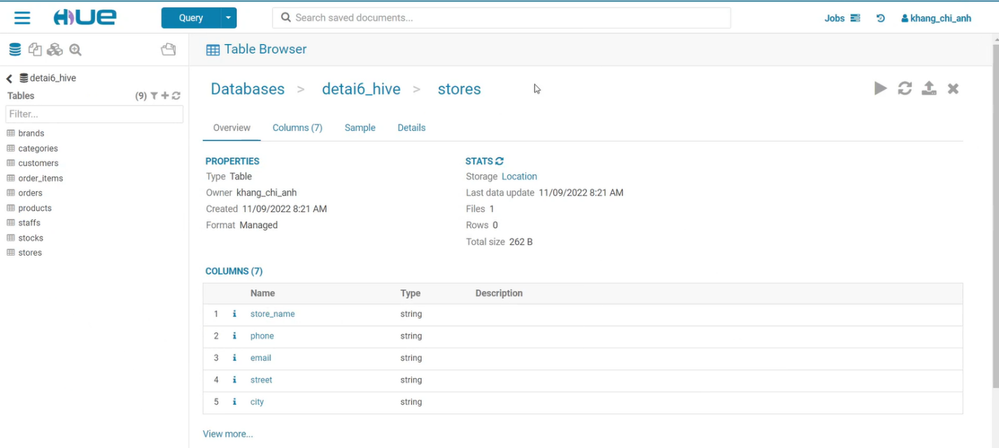 HUE
Query
Search saved documents...
Jobs
khang_chi_anh
detai6_hive
Tables (9)
Filter...
brands
categories
customers
order_items
orders
products
staffs
stocks
stores
Table Browser
Databases > detai6_hive > stores
Overview Columns (7) Sample Details
PROPERTIES
Type Table
Owner khang_chi_anh
Created 11/09/2022 8:21 AM
Format Managed
STATS
Storage Location
Last data update 11/09/2022 8:21 AM
Files 1
Rows 0
Total size 262 B
COLUMNS (7)
Name Type Description
1 i store_name string
2 i phone string
3 i email string
4 i street string
5 i city string
View more...